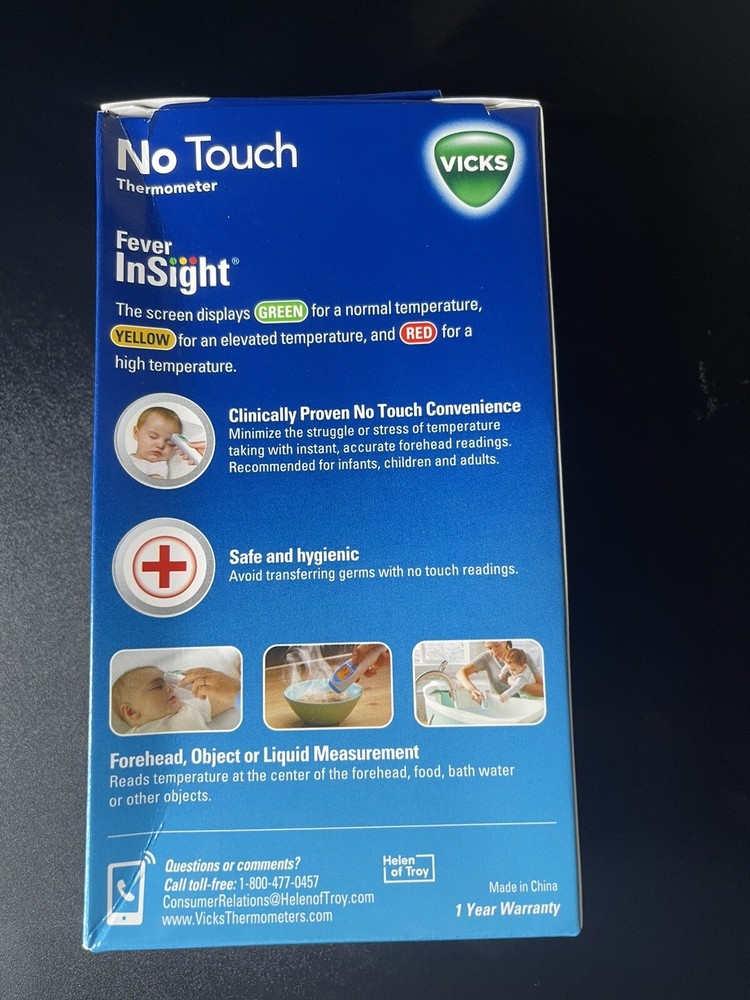 No Touch
Thermometer
VICKS
Fever
InSight®
The screen displays GREEN for a normal temperature,
YELLOW for an elevated temperature, and RED for a
high temperature.
Clinically Proven No Touch Convenience
Minimize the struggle or stress of temperature
taking with instant, accurate forehead readings.
Recommended for infants, children and adults.
Safe and hygienic
Avoid transferring germs with no touch readings.
Forehead, Object or Liquid Measurement
Reads temperature at the center of the forehead, food, bath water
or other objects.
Questions or comments?
Call toll-free: 1-800-477-0457
ConsumerRelations@HelenofTroy.com
www.VicksThermometers.com
Helen
of Troy
Made in China
1 Year Warranty